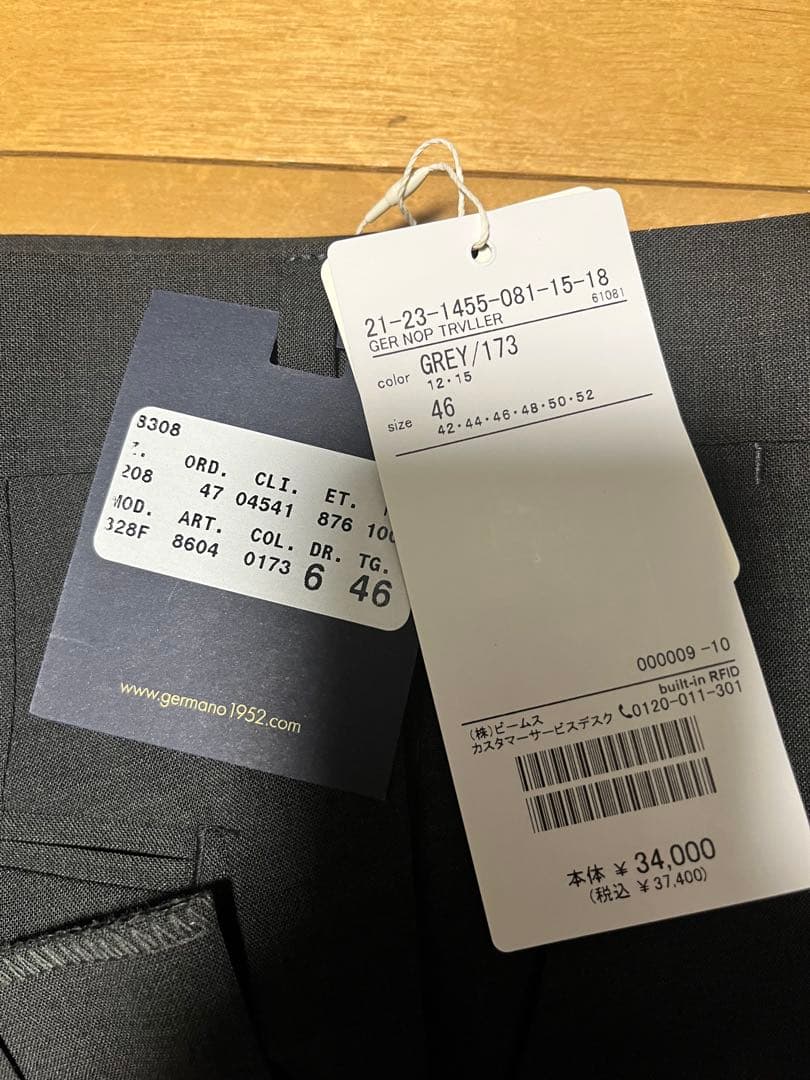 21-23-1455-081-15-18
61081
GER NOP TRVLLER
color GREY/173
12・15
size 46
42・44・46・48・50・52
000009 -10
built-in RFID
(株)ビームス
カスタマーサービスデスク 0120-011-301
本体 ¥ 34,000
(税込 ¥ 37,400)
ORD. CLI. ET.
47 04541 876
MOD. ART. COL. DR. TG.
328F 8604 0173 6 46
www.germano1952.com